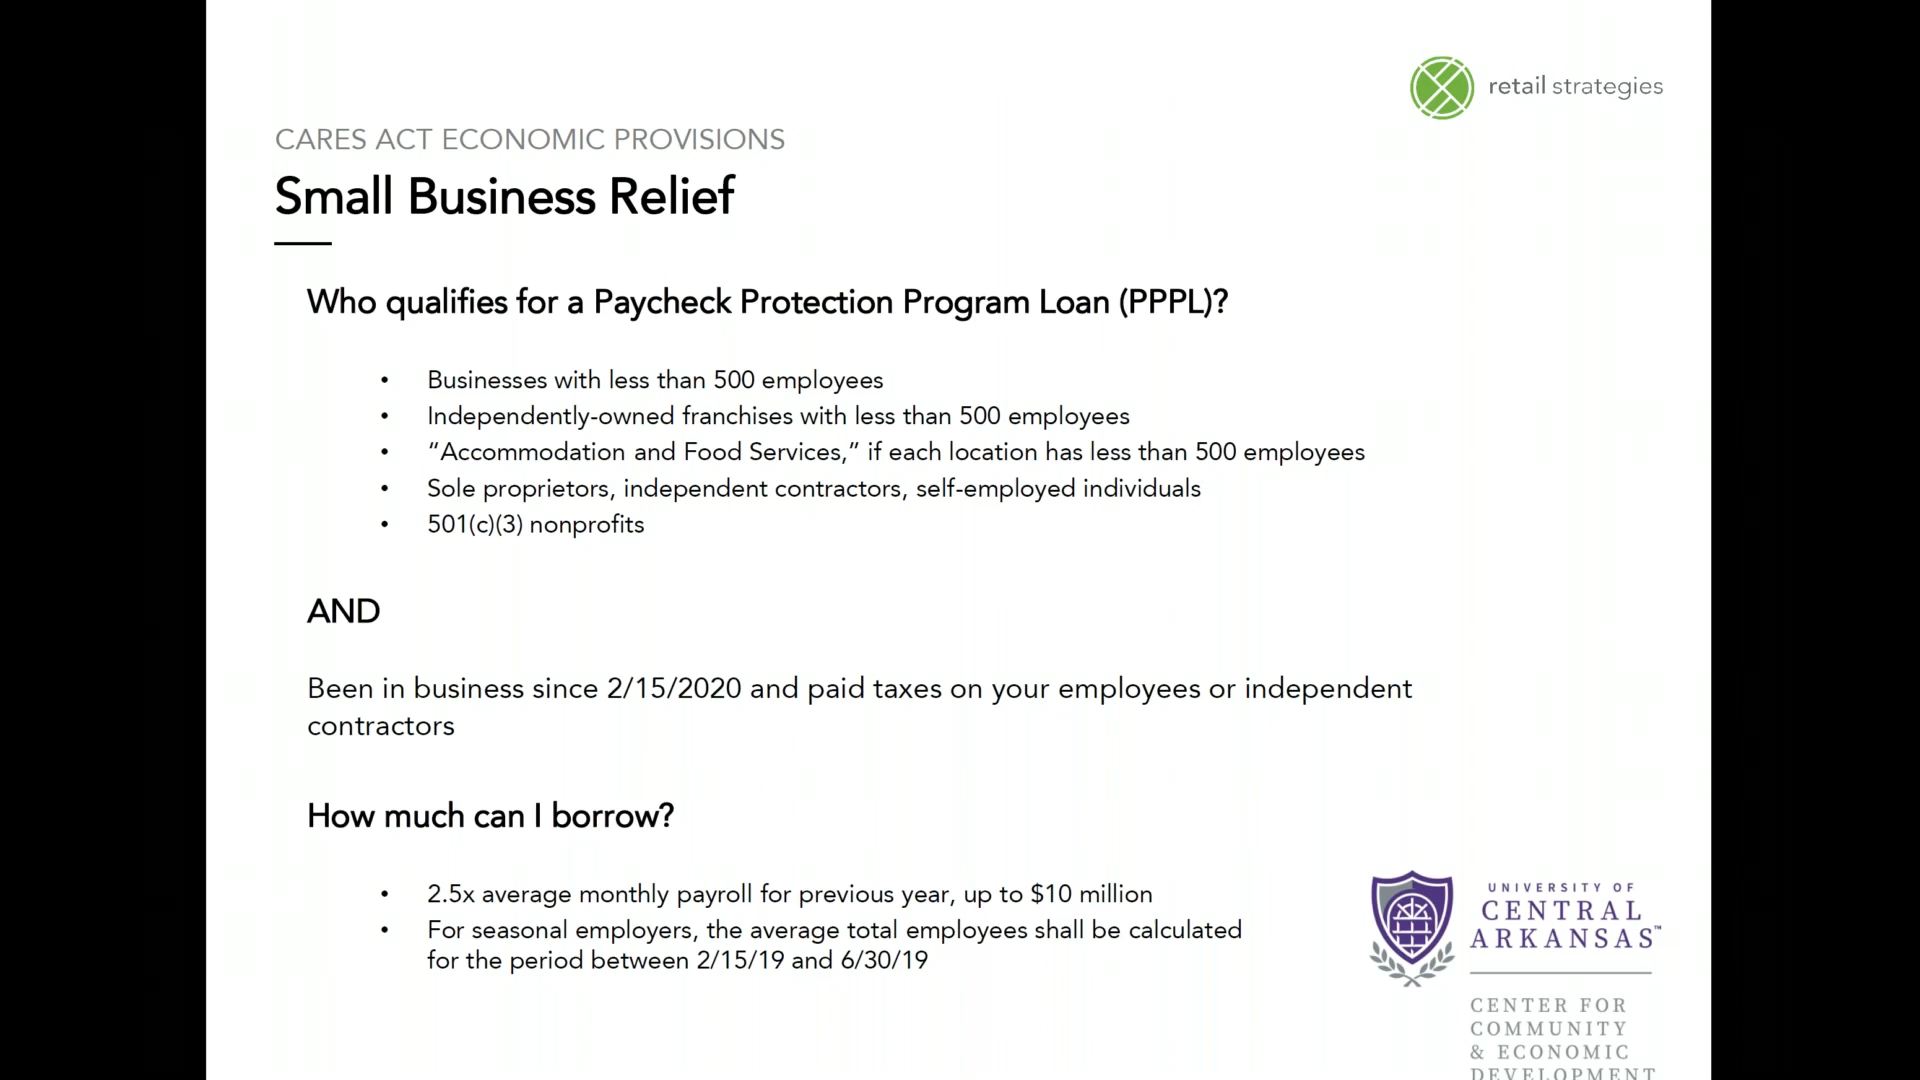 retail strategies
CARES ACT ECONOMIC PROVISIONS
Small Business Relief
Who qualifies for a Paycheck Protection Program Loan (PPPL)?
• Businesses with less than 500 employees
• Independently-owned franchises with less than 500 employees
• “Accommodation and Food Services,” if each location has less than 500 employees
• Sole proprietors, independent contractors, self-employed individuals
• 501(c)(3) nonprofits
AND
Been in business since 2/15/2020 and paid taxes on your employees or independent
contractors
How much can I borrow?
• 2.5x average monthly payroll for previous year, up to $10 million
• For seasonal employers, the average total employees shall be calculated
for the period between 2/15/19 and 6/30/19
UNIVERSITY OF
CENTRAL
ARKANSAS™
CENTER FOR
COMMUNITY
& ECONOMIC
DEVELOPMENT